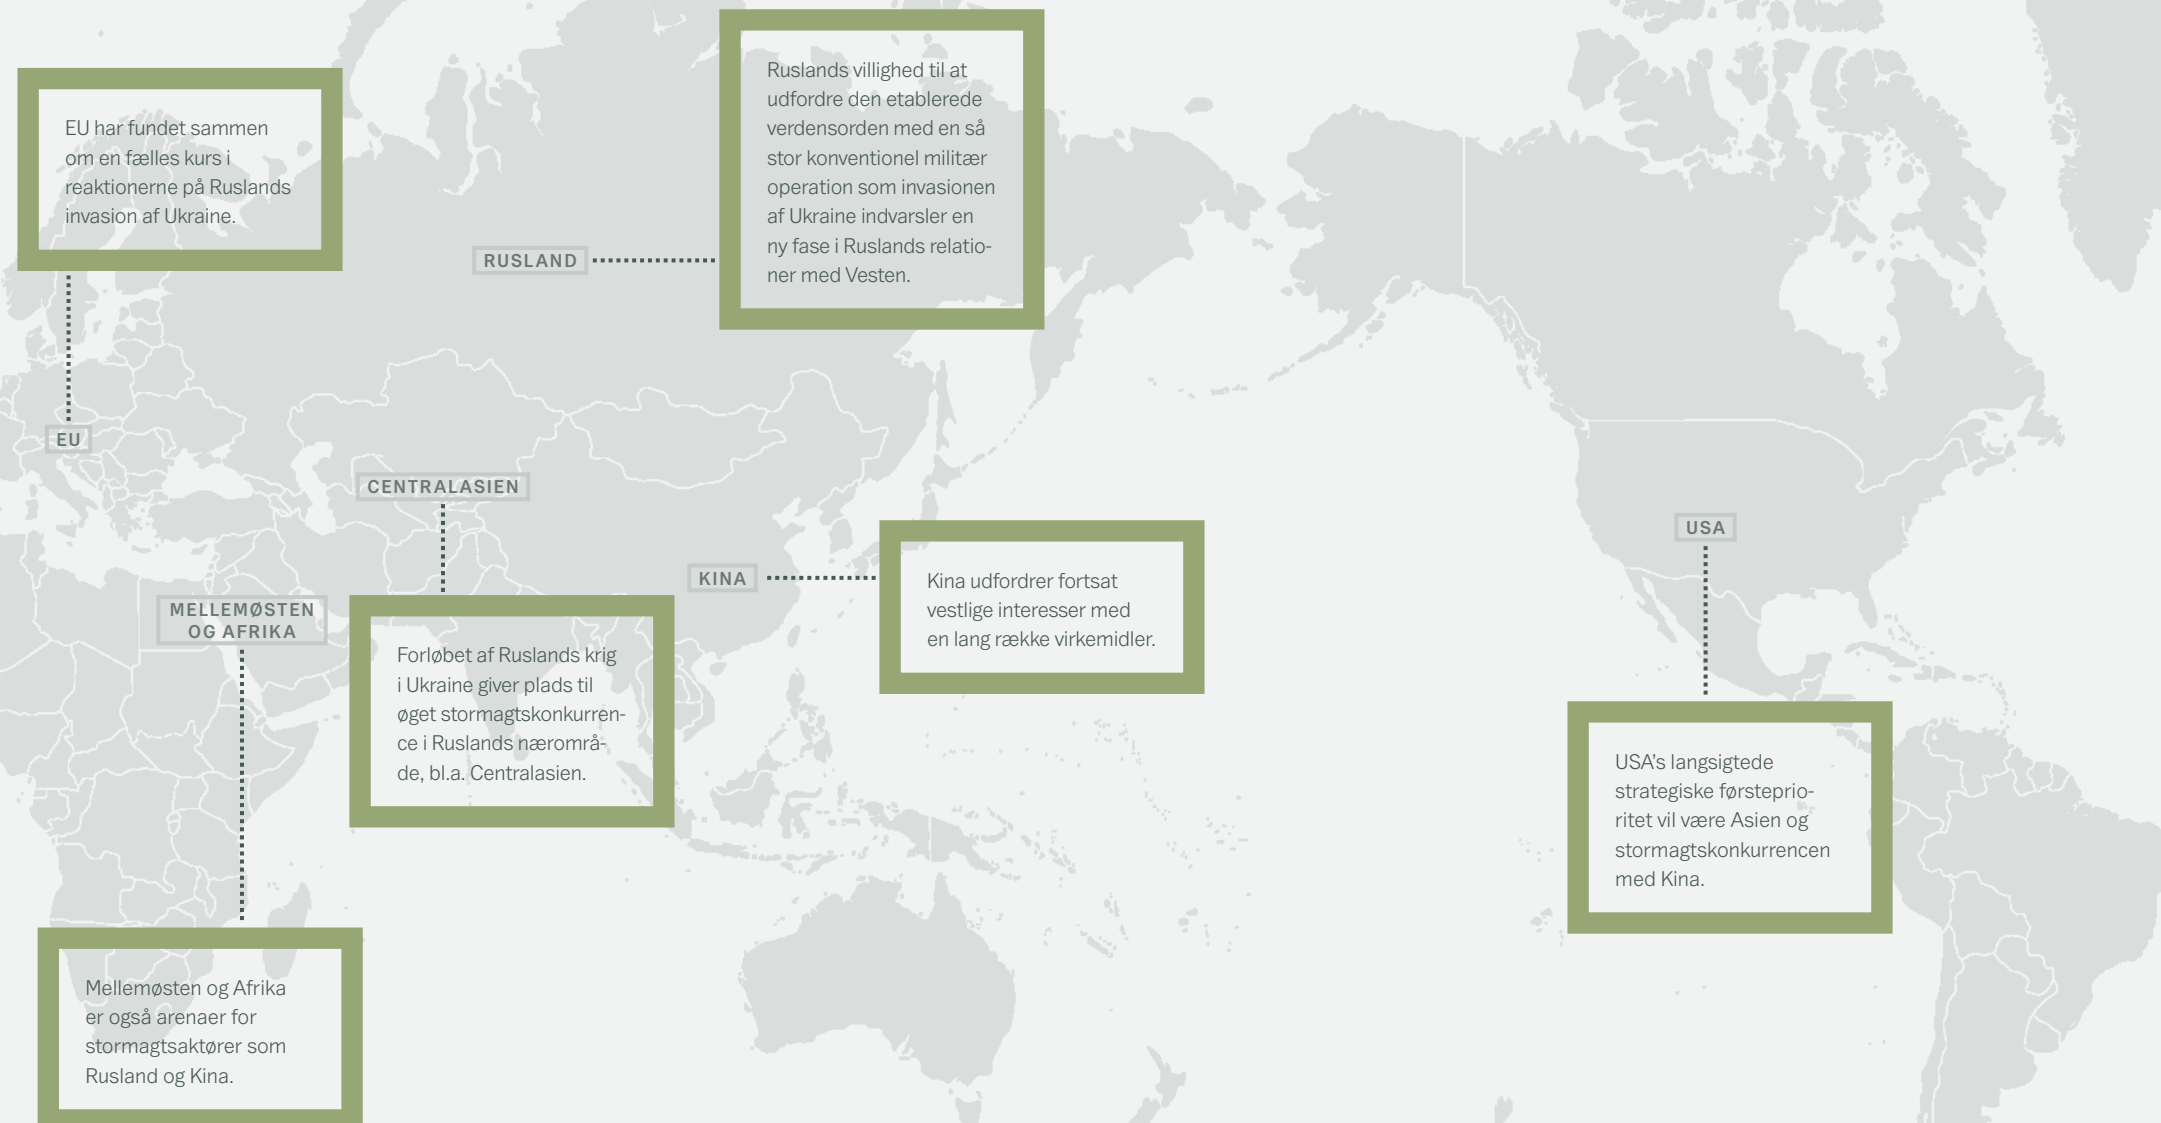 EU har fundet sammen
om en fælles kurs i
reaktionerne på Ruslands
invasion af Ukraine.
EU
RUSLAND
Ruslands villighed til at
udfordre den etablerede
verdensorden med en så
stor konventionel militær
operation som invasionen
af Ukraine indvarsler en
ny fase i Ruslands relatio-
ner med Vesten.
CENTRALASIEN
Forløbet af Ruslands krig
i Ukraine giver plads til
øget stormagtskonkurren-
ce i Ruslands nærområ-
de, bl.a. Centralasien.
KINA
Kina udfordrer fortsat
vestlige interesser med
en lang række virkemidler.
USA
USA’s langsigtede
strategiske førsteprio-
ritet vil være Asien og
stormagtskonkurrencen
med Kina.
MELLEMØSTEN
OG AFRIKA
Mellemøsten og Afrika
er også arenaer for
stormagtsaktører som
Rusland og Kina.